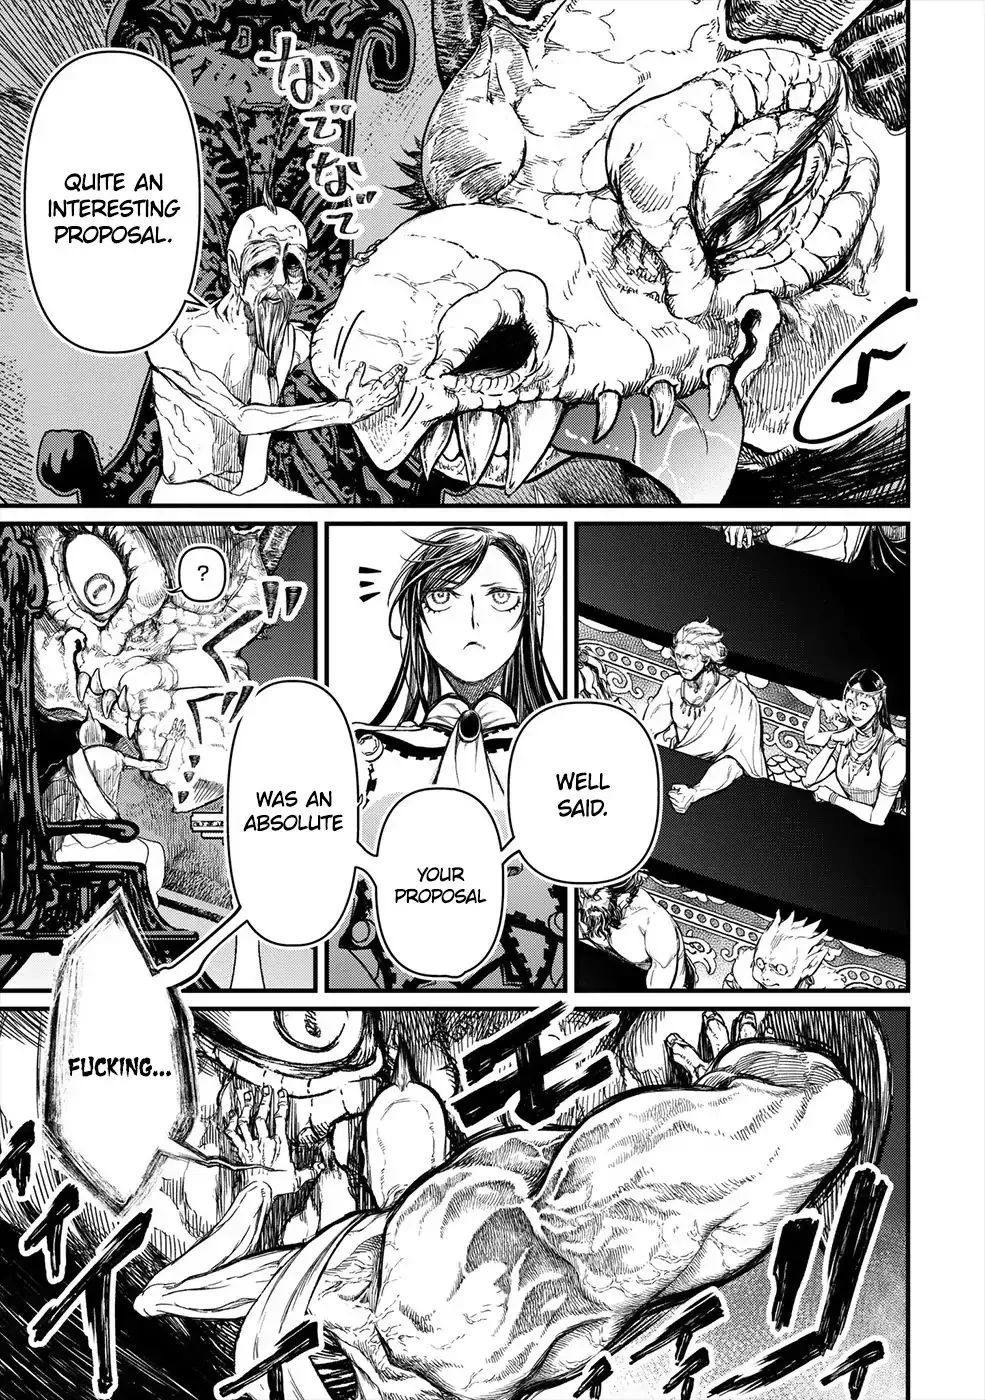 QUITE AN
INTERESTING
PROPOSAL.
なでなで
WELL
SAID.
YOUR
PROPOSAL
WAS AN
ABSOLUTE
?
FUCKING...